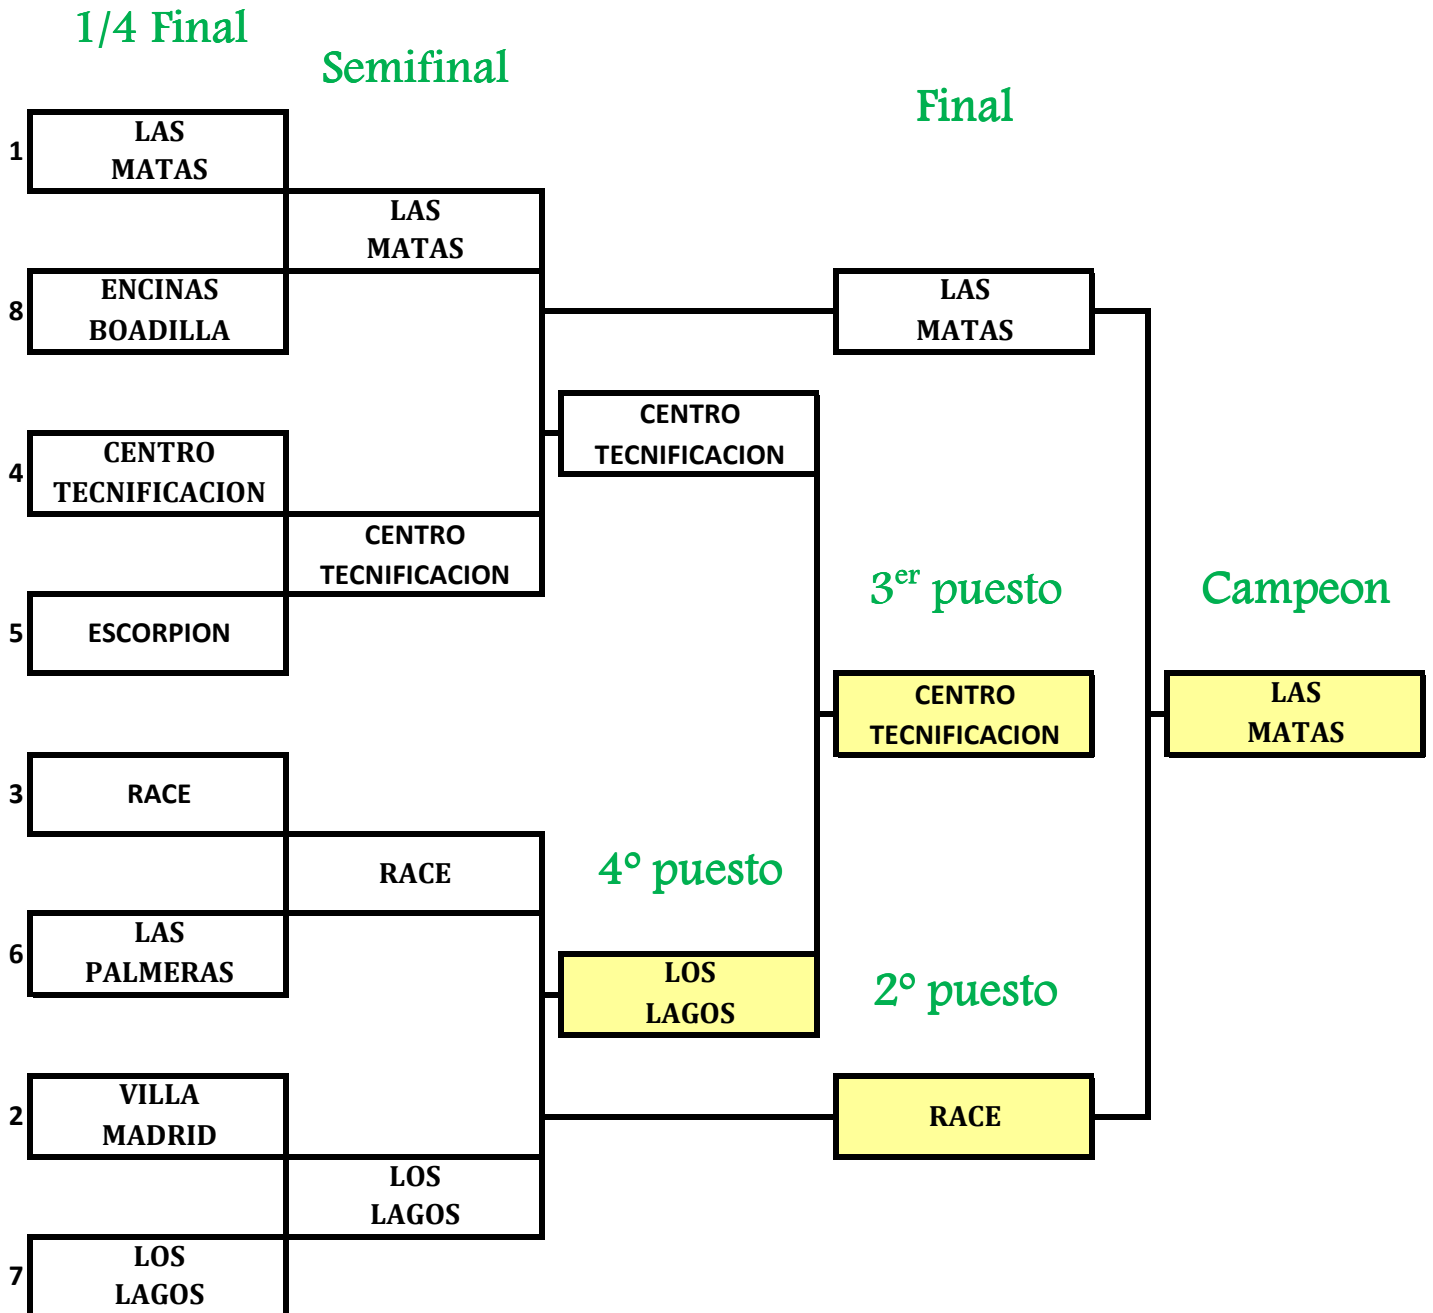 1/4 Final
Semifinal
Final
1
LAS
MATAS
LAS
MATAS
8
ENCINAS
BOADILLA
LAS
MATAS
CENTRO
TECNIFICACION
4
CENTRO
TECNIFICACION
CENTRO
TECNIFICACION
3er puesto
Campeon
5
ESCORPION
CENTRO
TECNIFICACION
LAS
MATAS
3
RACE
RACE
4º puesto
6
LAS
PALMERAS
LOS
LAGOS
2º puesto
2
VILLA
MADRID
RACE
LOS
LAGOS
7
LOS
LAGOS